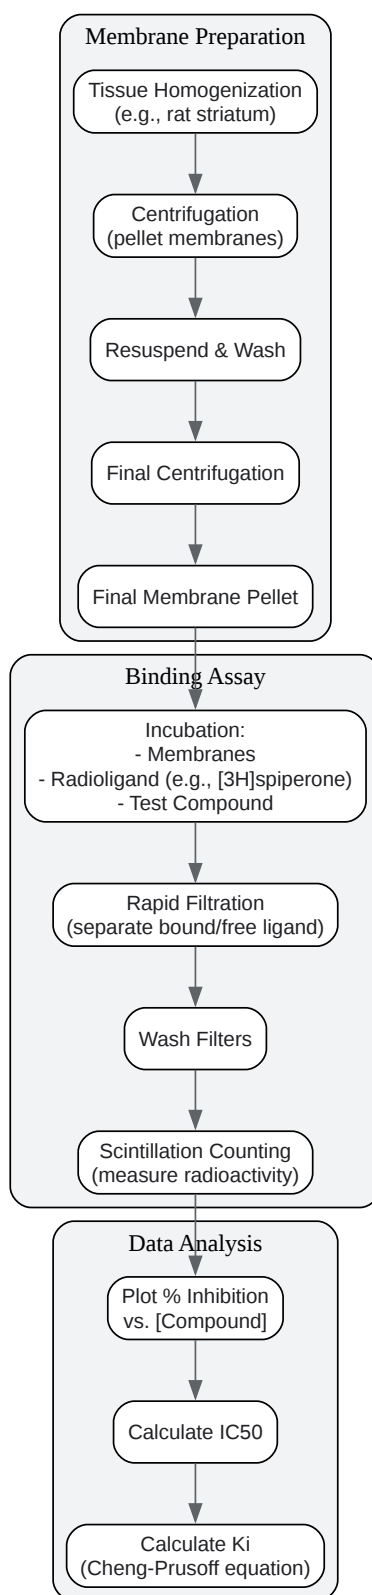 Membrane Preparation
Tissue Homogenization
(e.g., rat striatum)
Centrifugation
(pellet membranes)
Resuspend & Wash
Final Centrifugation
Final Membrane Pellet
Binding Assay
Incubation:
- Membranes
- Radioligand (e.g., [3H]spiperone)
- Test Compound
Rapid Filtration
(separate bound/free ligand)
Wash Filters
Scintillation Counting
(measure radioactivity)
Data Analysis
Plot % Inhibition
vs. [Compound]
Calculate IC50
Calculate Ki
(Cheng-Prusoff equation)